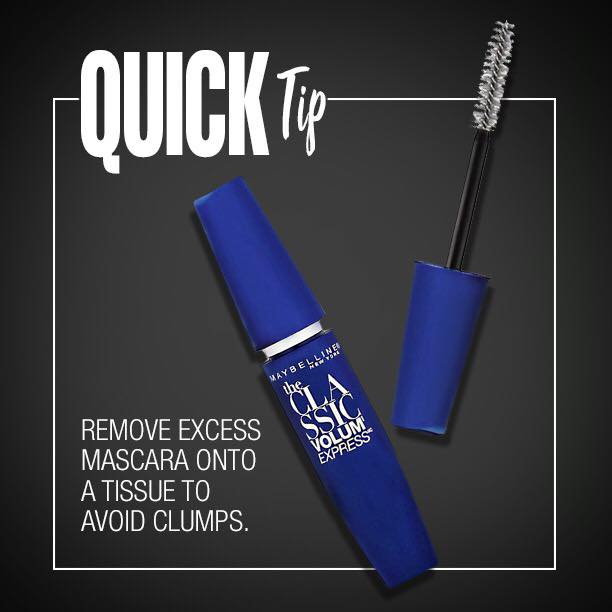 QUICK Tip
MAYBELLINE
NEW YORK
the
CLA
SSIC
VOLUM'
EXPRESS
REMOVE EXCESS
MASCARA ONTO
A TISSUE TO
AVOID CLUMPS.